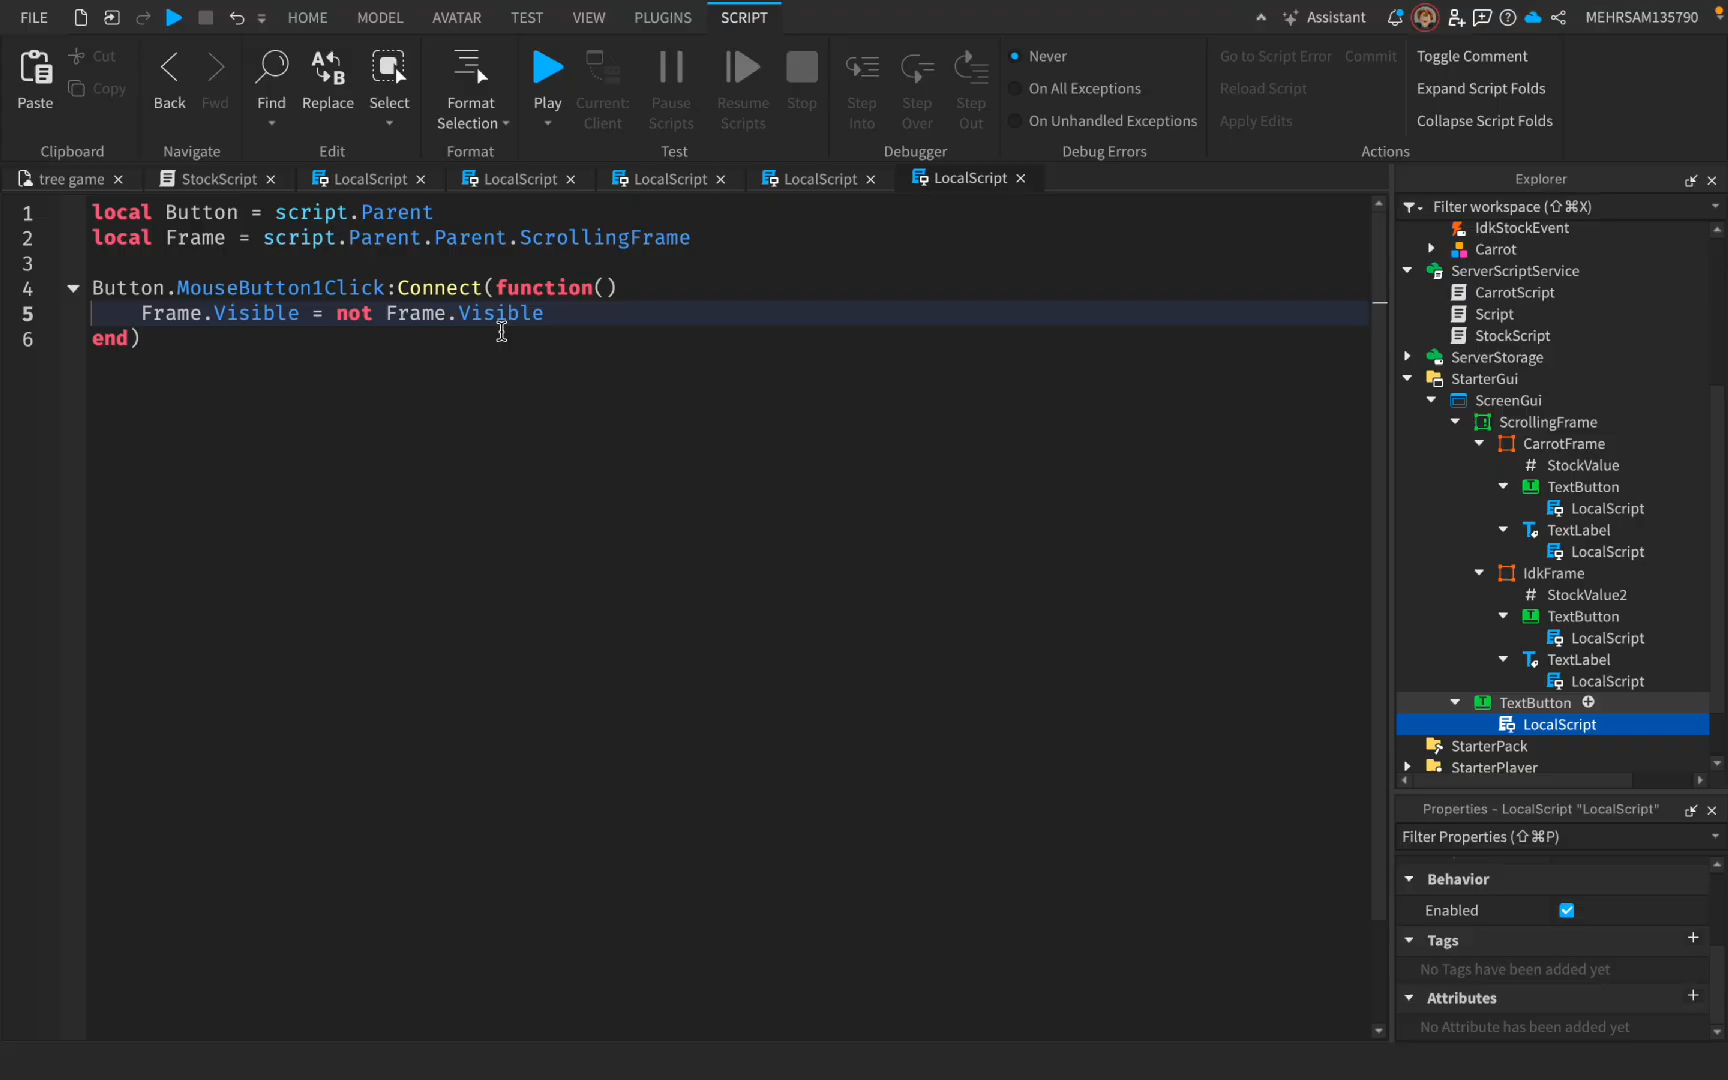 FILE HOME MODEL AVATAR TEST VIEW PLUGINS SCRIPT Assistant MEHRSAM135790
Paste Cut Copy
Clipboard
Back Fwd
Navigate
Find Replace Select
Edit
Format Selection
Format
Play Current: Client Pause Scripts Resume Scripts Stop
Test
Step Into Step Over Step Out
Debugger
Never
On All Exceptions
On Unhandled Exceptions
Debug Errors
Go to Script Error Commit Toggle Comment
Reload Script Expand Script Folds
Apply Edits Collapse Script Folds
Actions
tree game StockScript LocalScript LocalScript LocalScript LocalScript LocalScript
1 local Button = script.Parent
2 local Frame = script.Parent.Parent.ScrollingFrame
3
4 Button.MouseButton1Click:Connect(function()
5 Frame.Visible = not Frame.Visible
6 end)
Explorer
Filter workspace (⇧⌘X)
IdkStockEvent
Carrot
ServerScriptService
CarrotScript
Script
StockScript
ServerStorage
StarterGui
ScreenGui
ScrollingFrame
CarrotFrame
# StockValue
TextButton
LocalScript
TextLabel
LocalScript
IdkFrame
# StockValue2
TextButton
LocalScript
TextLabel
LocalScript
TextButton
LocalScript
StarterPack
StarterPlayer
Properties - LocalScript "LocalScript"
Filter Properties (⇧⌘P)
Behavior
Enabled
Tags +
No Tags have been added yet
Attributes +
No Attribute has been added yet